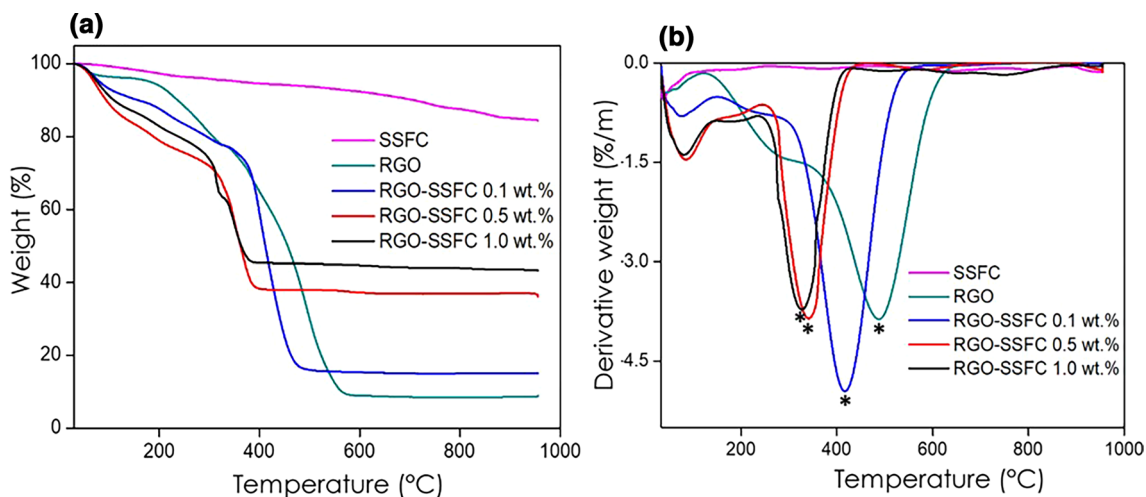 (a)
100
80
60
40
20
0
Weight (%)
SSFC
RGO
RGO-SSFC 0.1 wt.%
RGO-SSFC 0.5 wt.%
RGO-SSFC 1.0 wt.%
200 400 600 800 1000
Temperature (°C)
(b)
0.0
-1.5
-3.0
-4.5
Derivative weight (%/m)
SSFC
RGO
RGO-SSFC 0.1 wt.%
RGO-SSFC 0.5 wt.%
RGO-SSFC 1.0 wt.%
* * * *
200 400 600 800 1000
Temperature (°C)